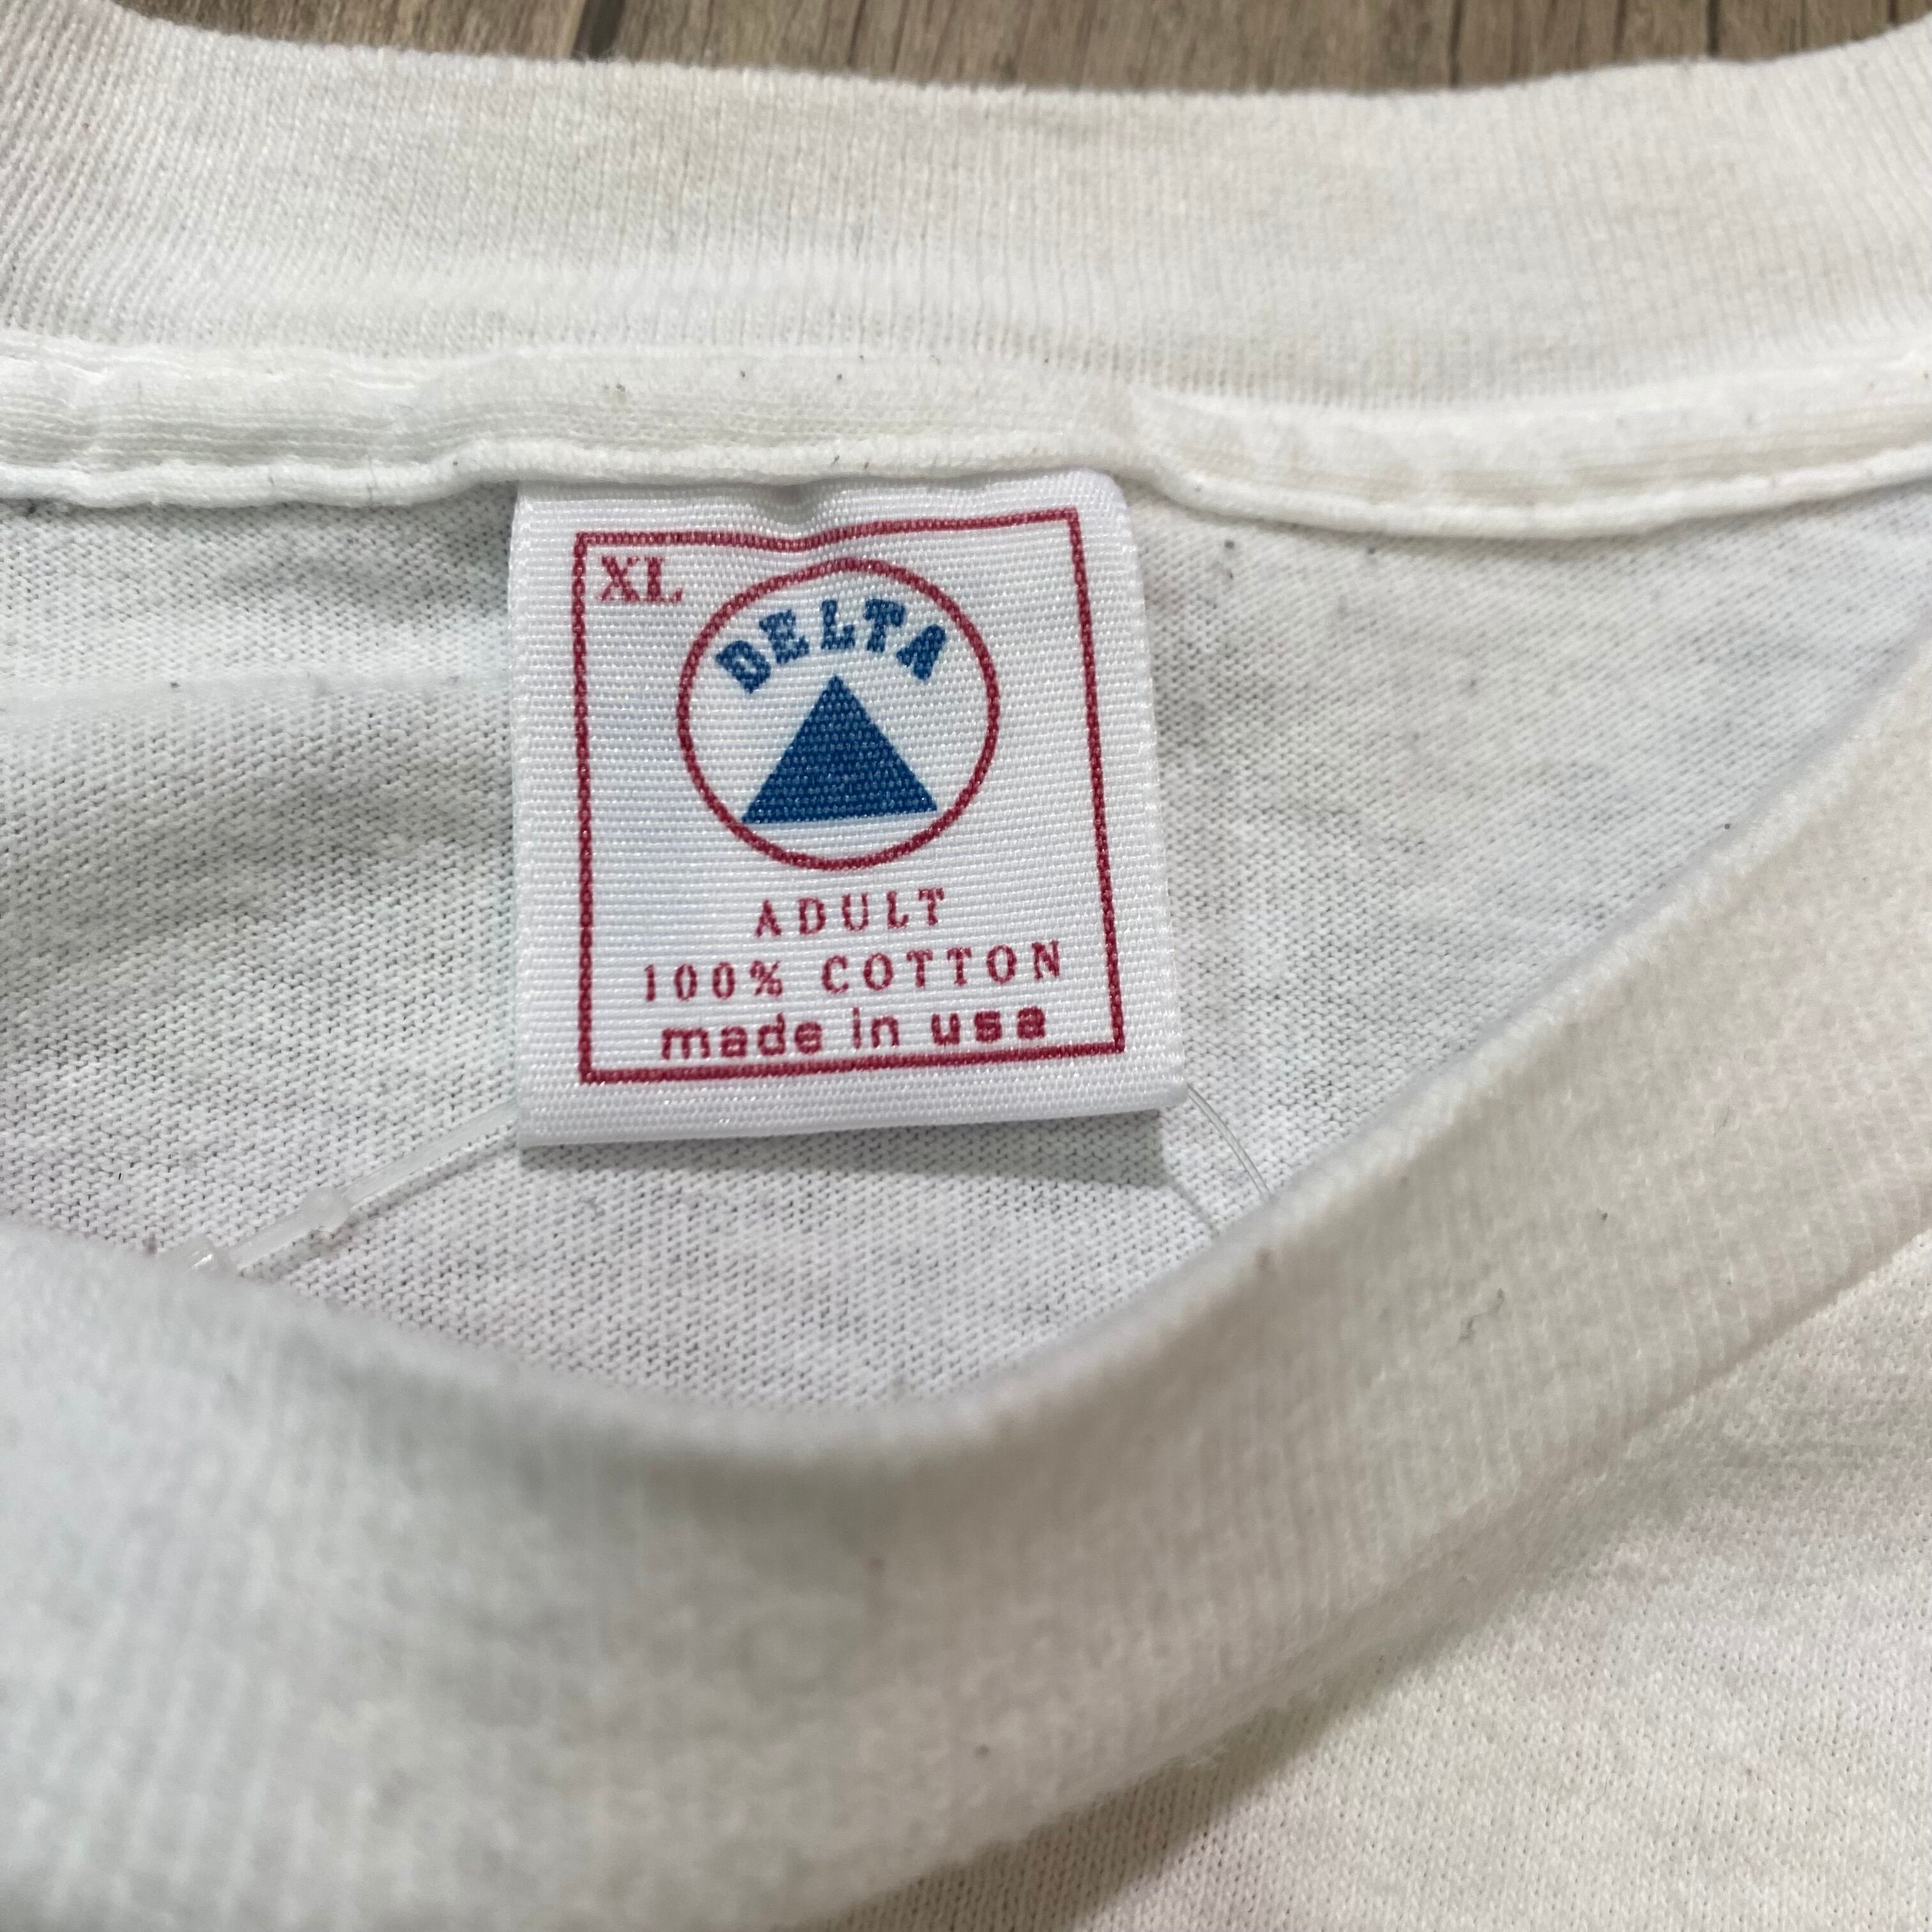 XL
DELTA
ADULT
100% COTTON
made in usa